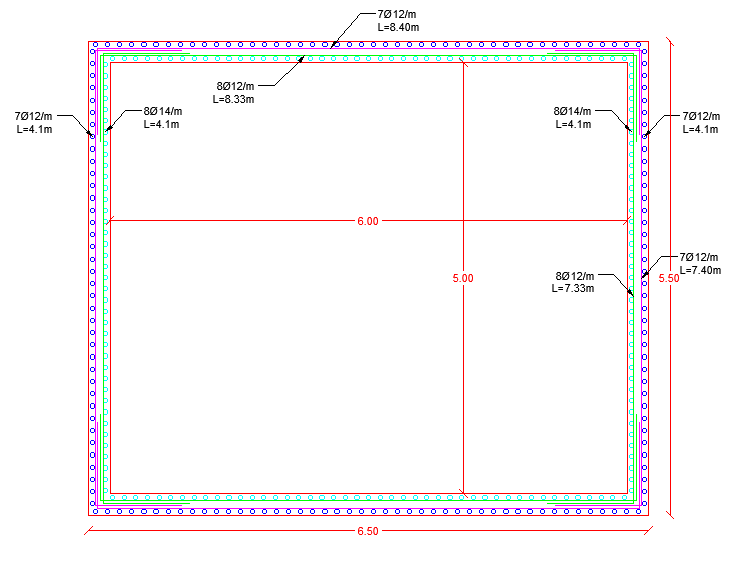 7Ø12/m
L=8.40m
8Ø12/m
L=8.33m
7Ø12/m
L=4.1m
8Ø14/m
L=4.1m
8Ø14/m
L=4.1m
7Ø12/m
L=4.1m
6.00
5.00
7Ø12/m
L=7.40m
8Ø12/m
L=7.33m
5.50
6.50